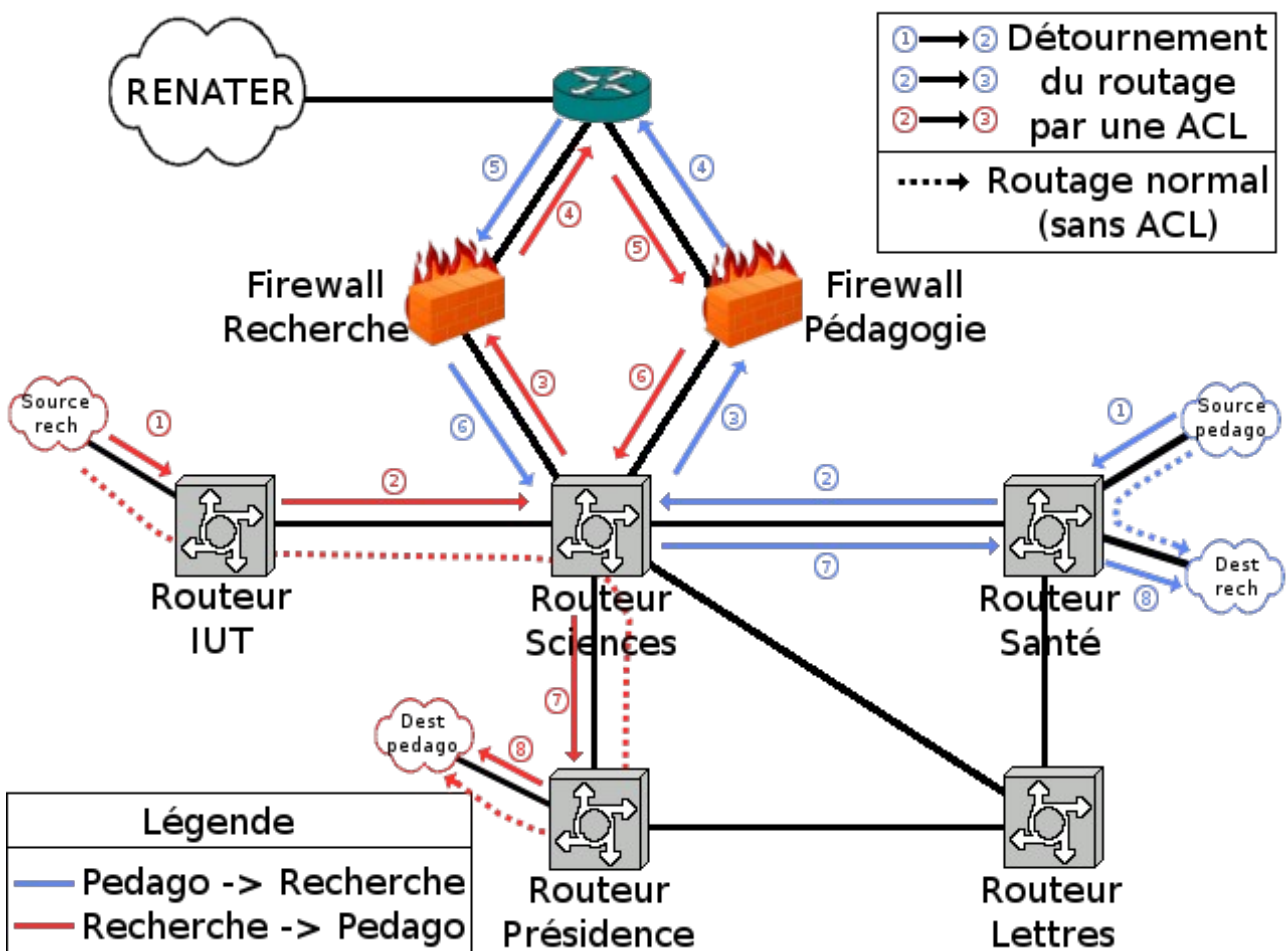 RENATER
① ② Détournement
② ③ du routage
② ③ par une ACL
Routage normal
(sans ACL)
⑤
④
④
⑤
Firewall
Recherche
Firewall
Pédagogie
③
⑥
⑥
③
Source
rech
①
①
Source
pedago
②
②
⑦
Dest
rech
⑧
Routeur
IUT
Routeur
Sciences
Routeur
Santé
⑦
Dest
pedago
⑧
Légende
Pedago -> Recherche
Recherche -> Pedago
Routeur
Présidence
Routeur
Lettres